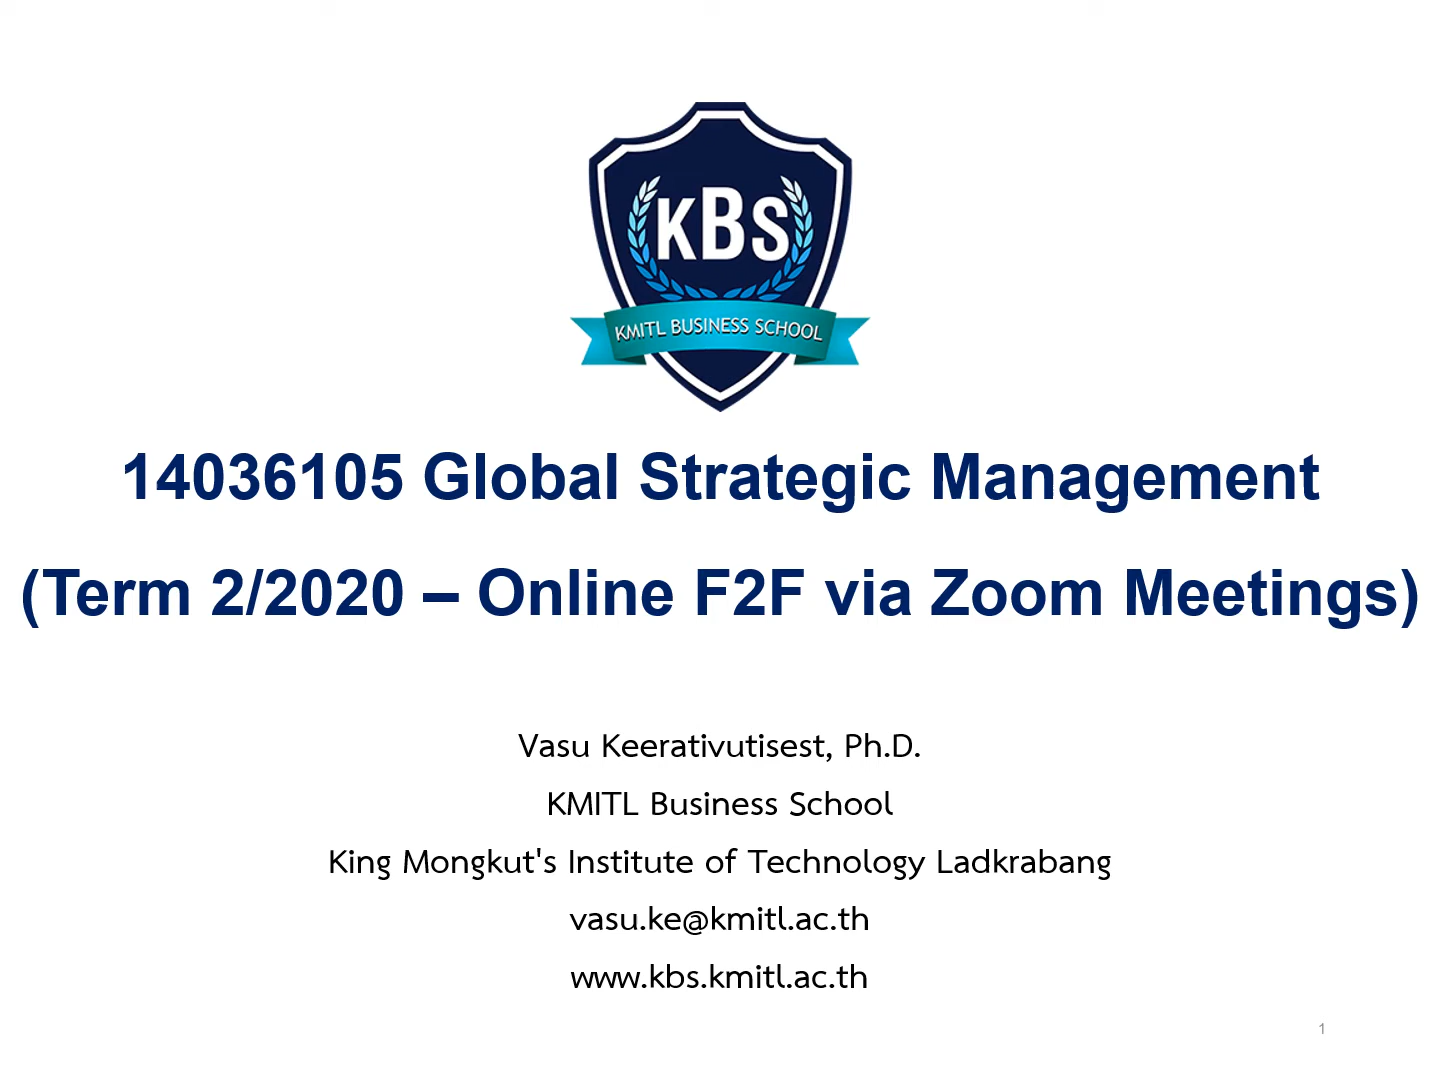 KBS
KMITL BUSINESS SCHOOL
14036105 Global Strategic Management
(Term 2/2020 – Online F2F via Zoom Meetings)
Vasu Keerativutisest, Ph.D.
KMITL Business School
King Mongkut's Institute of Technology Ladkrabang
vasu.ke@kmitl.ac.th
www.kbs.kmitl.ac.th
1